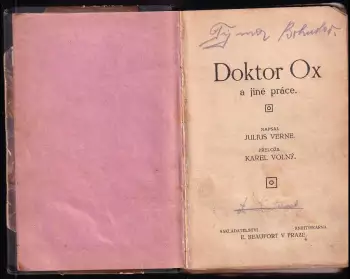 Doktor Ox
a jiné práce.
NAPSAL
JULIUS VERNE.
PŘELOŽIL
KAREL VOLNÝ.
NAKLADATELSTVÍ KNIHTISKÁRNA
E. BEAUFORT V PRAZE.